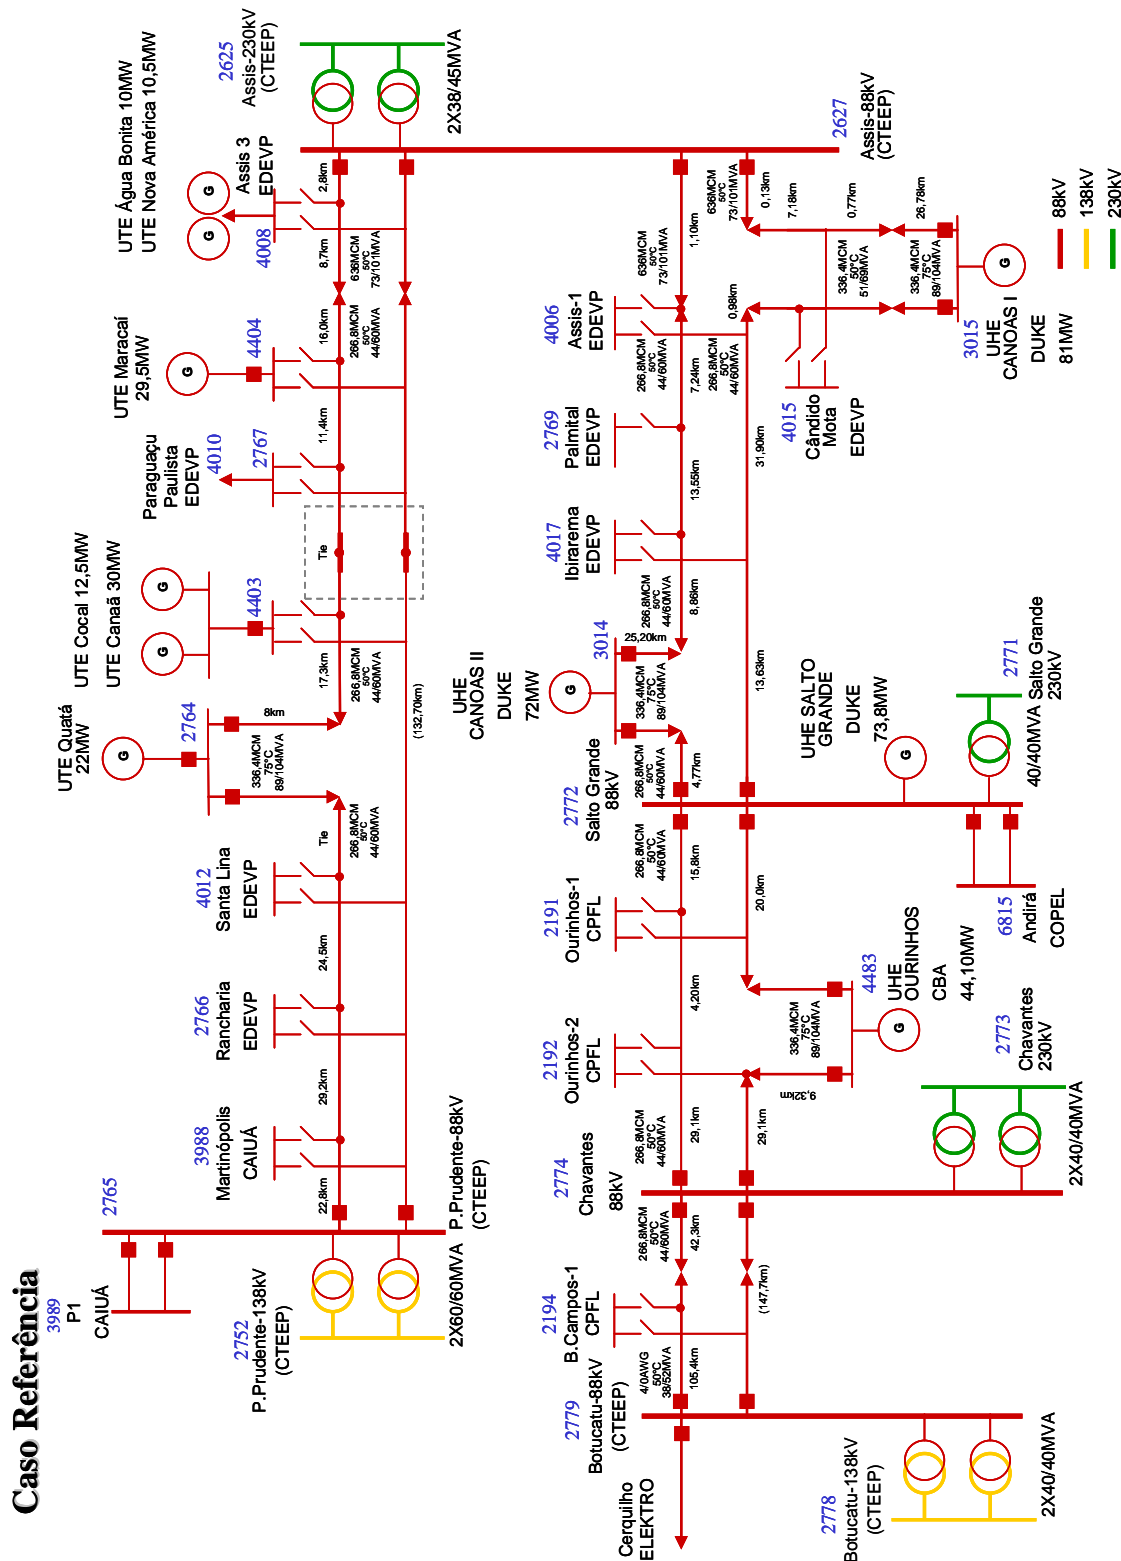 Caso Referência
3989
P1
CAIUÁ
2765
2752
P.Prudente-138kV
(CTEEP)
2X60/60MVA
P.Prudente-88kV
(CTEEP)
22,8km
3988
Martinópolis
CAIUÁ
29,2km
2766
Rancharia
EDEVP
24,5km
4012
Santa Lina
EDEVP
Tie
266,8MCM
50°C
44/60MVA
UTE Quatá
22MW
G
2764
336,4MCM
75°C
89/104MVA
8km
17,3km
266,8MCM
50°C
44/60MVA
(132,70km)
UTE Cocal 12,5MW
UTE Canaã 30MW
G
G
4403
Tie
Paraguaçu
Paulista
EDEVP
4010
2767
11,4km
UTE Maracaí
29,5MW
G
4404
16,0km
266,8MCM
50°C
44/60MVA
8,7km
636MCM
50°C
73/101MVA
UTE Água Bonita 10MW
UTE Nova América 10,5MW
G
G
4008
Assis 3
EDEVP
2,8km
2625
Assis-230kV
(CTEEP)
2X38/45MVA
2627
Assis-88kV
(CTEEP)
Cerquilho
ELEKTRO
2779
Botucatu-88kV
(CTEEP)
2778
Botucatu-138kV
(CTEEP)
2X40/40MVA
4/0AWG
50°C
38/52MVA
105,4km
2194
B.Campos-1
CPFL
(147,7km)
266,8MCM
50°C
44/60MVA
42,3km
2774
Chavantes
88kV
2X40/40MVA
2773
Chavantes
230kV
266,8MCM
50°C
44/60MVA
29,1km
29,1km
2192
Ourinhos-2
CPFL
4,20km
9,32km
336,4MCM
75°C
89/104MVA
G
4483
UHE
OURINHOS
CBA
44,10MW
2191
Ourinhos-1
CPFL
20,0km
266,8MCM
50°C
44/60MVA
15,8km
2772
Salto Grande
88kV
6815
Andirá
COPEL
UHE SALTO
GRANDE
DUKE
73,8MW
G
40/40MVA
2771
Salto Grande
230kV
266,8MCM
50°C
44/60MVA
4,77km
UHE
CANOAS II
DUKE
72MW
G
3014
336,4MCM
75°C
89/104MVA
25,20km
266,8MCM
50°C
44/60MVA
8,86km
13,63km
4017
Ibirarema
EDEVP
13,55km
2769
Palmital
EDEVP
31,90km
266,8MCM
50°C
44/60MVA
7,24km
266,8MCM
50°C
44/60MVA
4006
Assis-1
EDEVP
636MCM
50°C
73/101MVA
1,10km
636MCM
50°C
73/101MVA
0,13km
0,98km
7,18km
4015
Cândido
Mota
EDEVP
336,4MCM
50°C
51/69MVA
0,77km
336,4MCM
75°C
89/104MVA
26,78km
G
3015
UHE
CANOAS I
DUKE
81MW
88kV
138kV
230kV